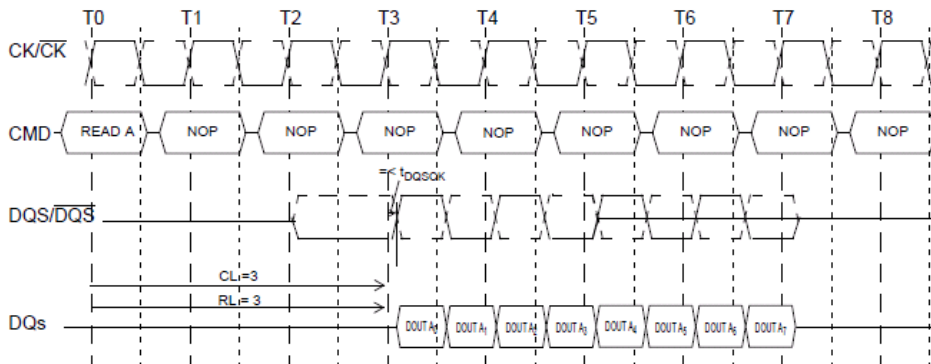 T0 T1 T2 T3 T4 T5 T6 T7 T8
CK/CK
CMD READ A NOP NOP NOP NOP NOP NOP NOP NOP
=< tDQSQK
DQS/DQS
CL=3
RL= 3
DQs DOUT A0 DOUT A1 DOUT A2 DOUT A3 DOUT A4 DOUT A5 DOUT A6 DOUT A7